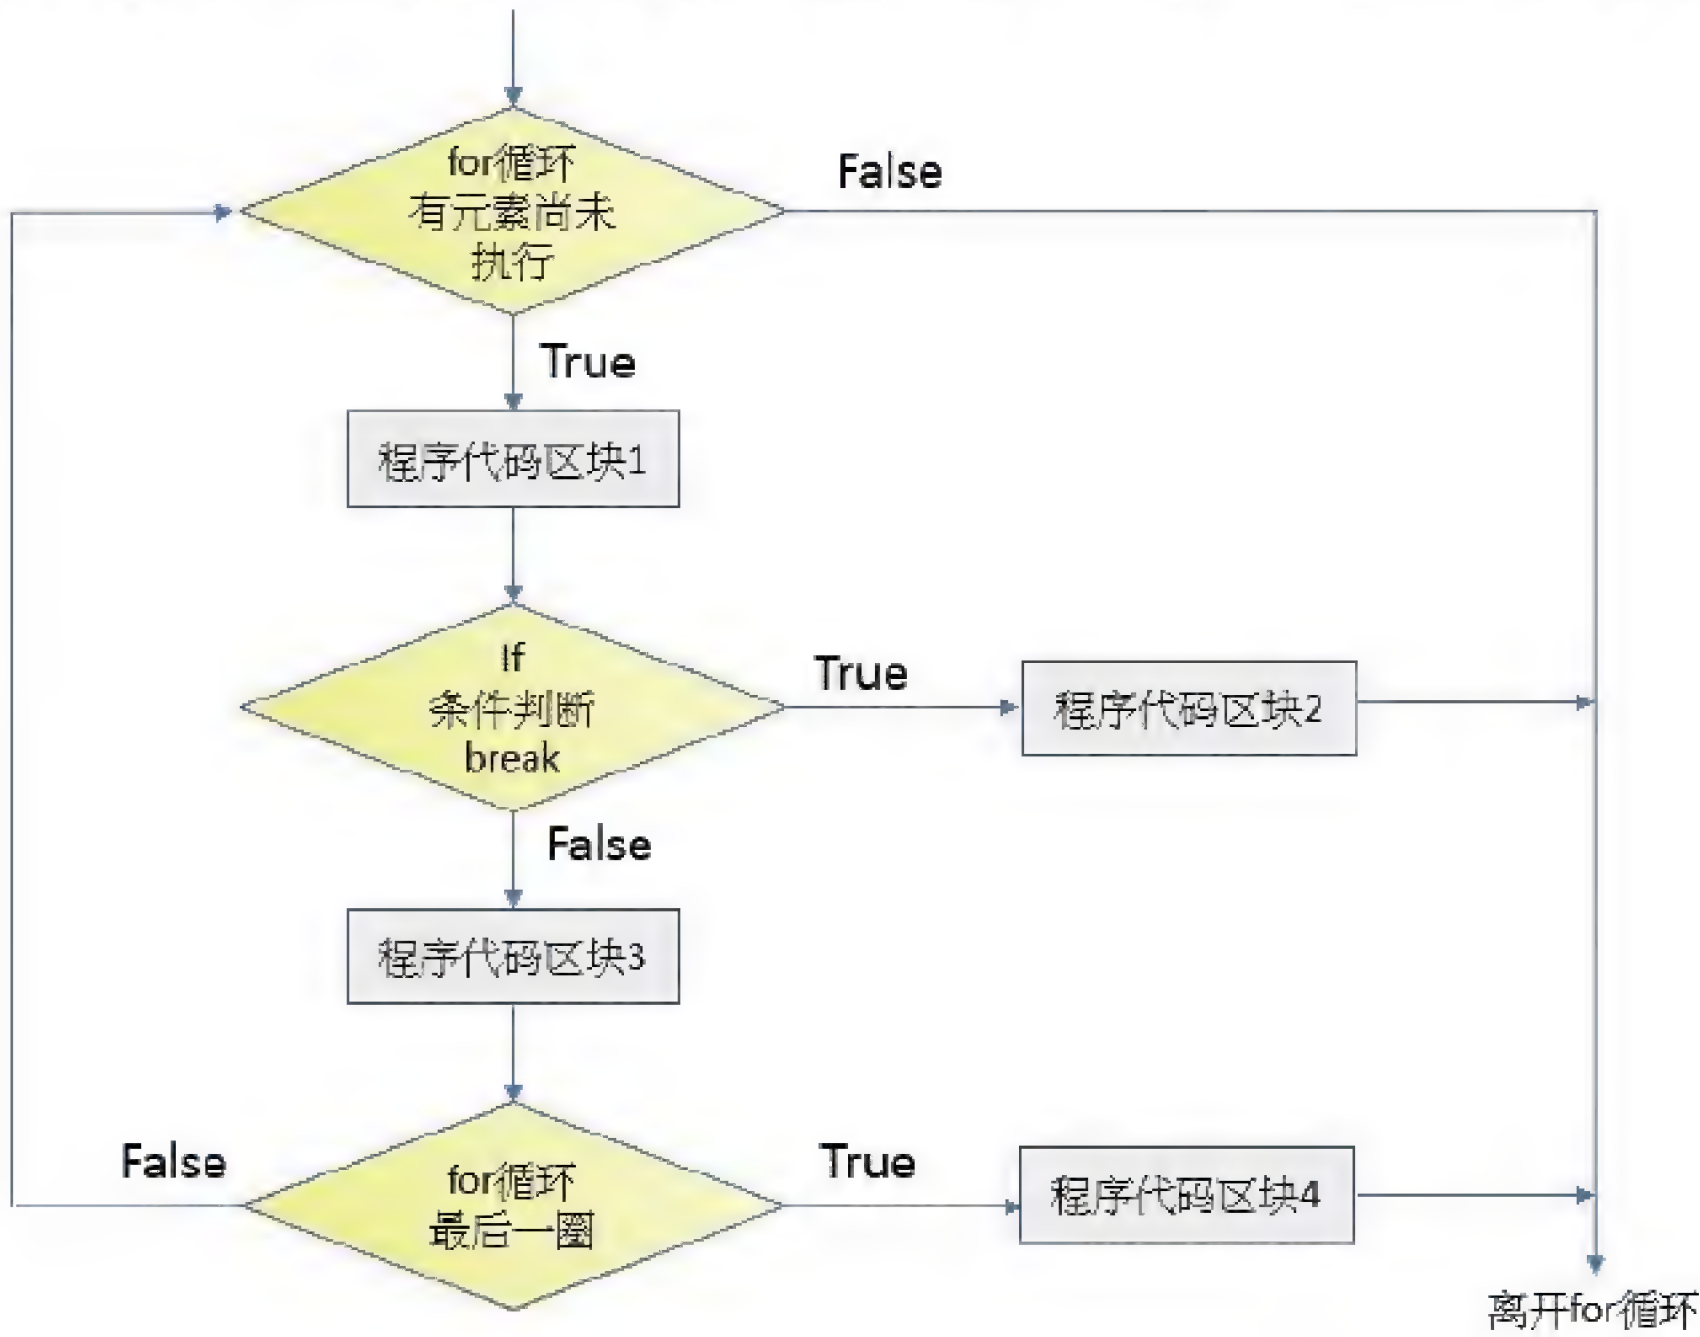 for循环
有元素尚未
执行
False
True
程序代码区块1
If
条件判断
break
True
程序代码区块2
False
程序代码区块3
False
for循环
最后一圈
True
程序代码区块4
离开for循环